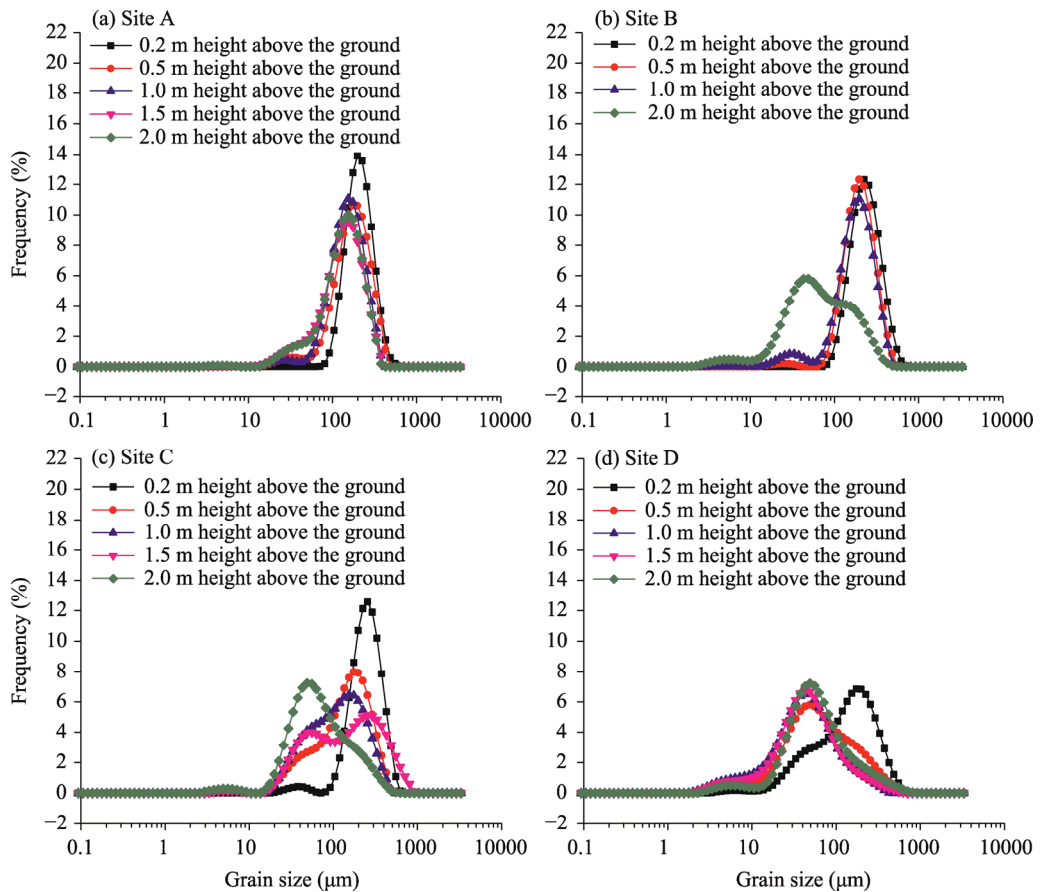 (a) Site A
0.2 m height above the ground
0.5 m height above the ground
1.0 m height above the ground
1.5 m height above the ground
2.0 m height above the ground
22
20
18
16
14
12
10
8
6
4
2
0
−2
Frequency (%)
0.1 1 10 100 1000 10000
(b) Site B
0.2 m height above the ground
0.5 m height above the ground
1.0 m height above the ground
2.0 m height above the ground
22
20
18
16
14
12
10
8
6
4
2
0
−2
0.1 1 10 100 1000 10000
(c) Site C
0.2 m height above the ground
0.5 m height above the ground
1.0 m height above the ground
1.5 m height above the ground
2.0 m height above the ground
22
20
18
16
14
12
10
8
6
4
2
0
−2
Frequency (%)
0.1 1 10 100 1000 10000
Grain size (μm)
(d) Site D
0.2 m height above the ground
0.5 m height above the ground
1.0 m height above the ground
1.5 m height above the ground
2.0 m height above the ground
22
20
18
16
14
12
10
8
6
4
2
0
−2
0.1 1 10 100 1000 10000
Grain size (μm)